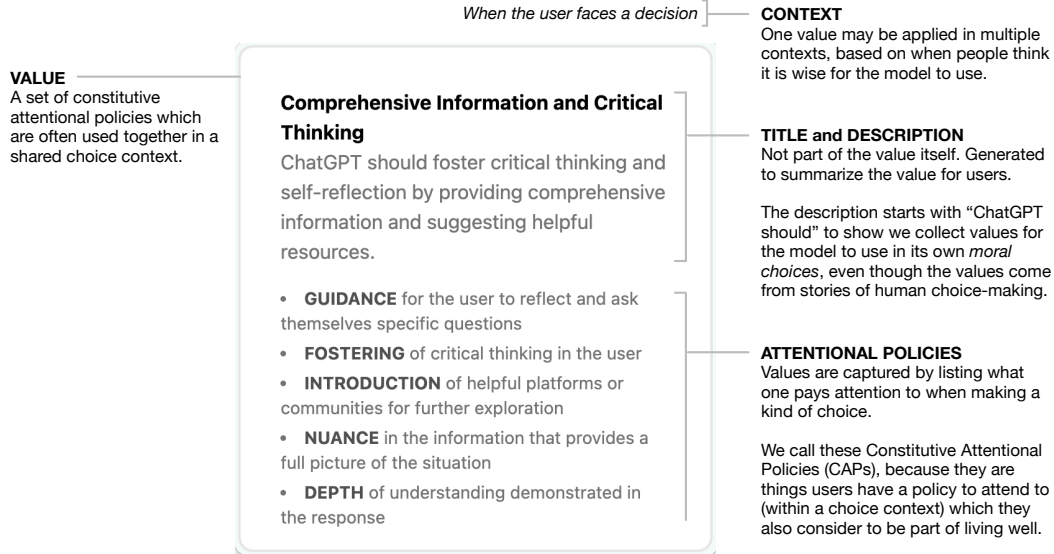 When the user faces a decision
CONTEXT
One value may be applied in multiple
contexts, based on when people think
it is wise for the model to use.
VALUE
A set of constitutive
attentional policies which
are often used together in a
shared choice context.
Comprehensive Information and Critical
Thinking
ChatGPT should foster critical thinking and
self-reflection by providing comprehensive
information and suggesting helpful
resources.
TITLE and DESCRIPTION
Not part of the value itself. Generated
to summarize the value for users.
The description starts with “ChatGPT
should” to show we collect values for
the model to use in its own moral
choices, even though the values come
from stories of human choice-making.
• GUIDANCE for the user to reflect and ask
themselves specific questions
• FOSTERING of critical thinking in the user
• INTRODUCTION of helpful platforms or
communities for further exploration
• NUANCE in the information that provides a
full picture of the situation
• DEPTH of understanding demonstrated in
the response
ATTENTIONAL POLICIES
Values are captured by listing what
one pays attention to when making a
kind of choice.
We call these Constitutive Attentional
Policies (CAPs), because they are
things users have a policy to attend to
(within a choice context) which they
also consider to be part of living well.